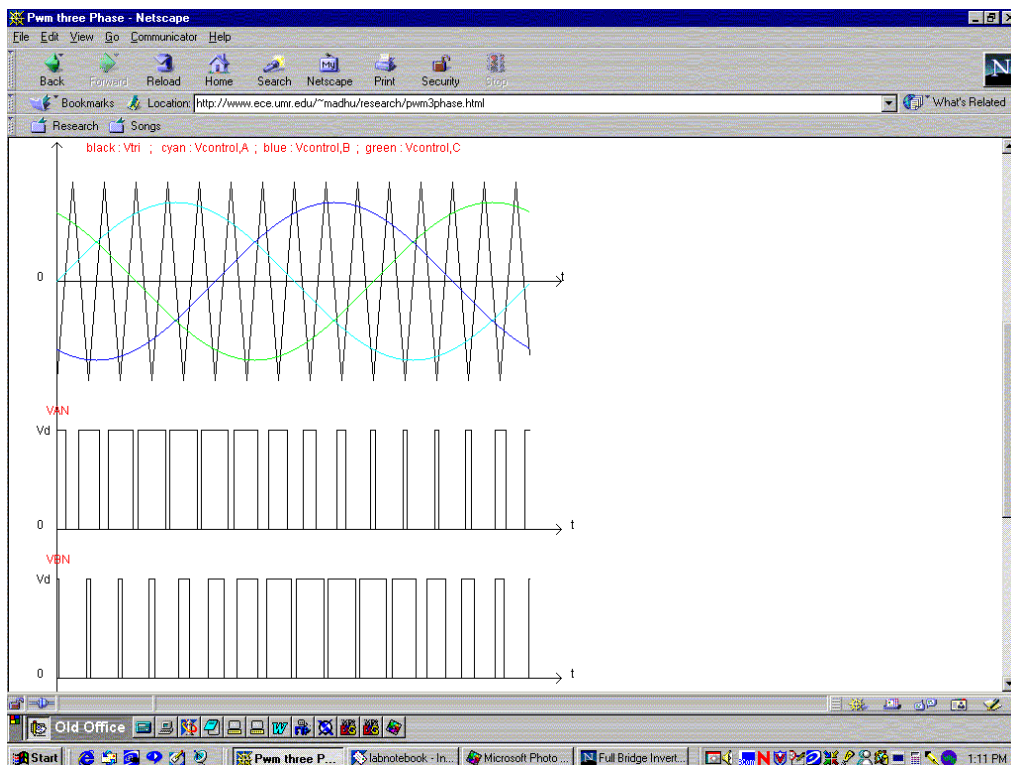 Pwm three Phase - Netscape
File Edit View Go Communicator Help
Back Forward Reload Home Search Netscape Print Security Stop
Bookmarks Location: http://www.ece.umr.edu/~madhu/research/pwm3phase.html What's Related
Research Songs
black : Vtri ; cyan : Vcontrol,A ; blue : Vcontrol,B ; green : Vcontrol,C
0 t
VAN
Vd
0 t
VBN
Vd
0 t
Old Office
Start Pwm three P... labnotebook - In... Microsoft Photo ... Full Bridge Invert... 1:11 PM